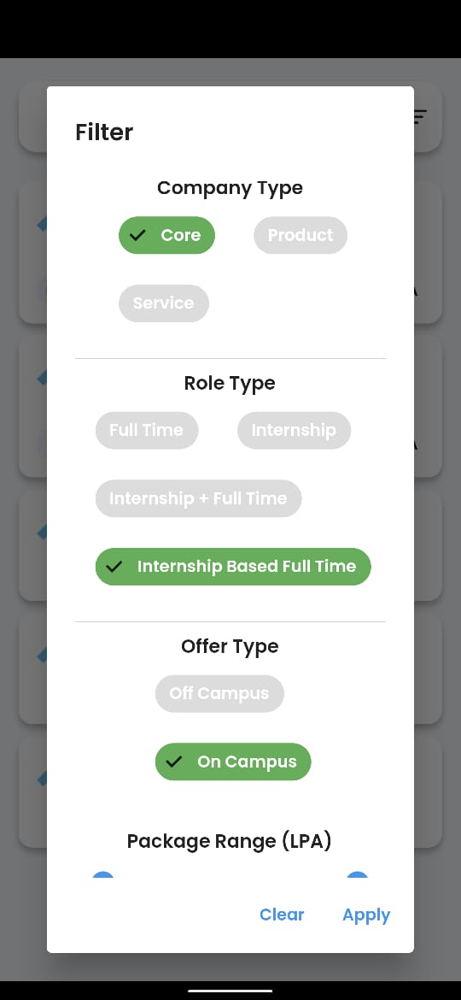 Filter
Company Type
Core Product
Service
Role Type
Full Time Internship
Internship + Full Time
Internship Based Full Time
Offer Type
Off Campus
On Campus
Package Range (LPA)
Clear Apply